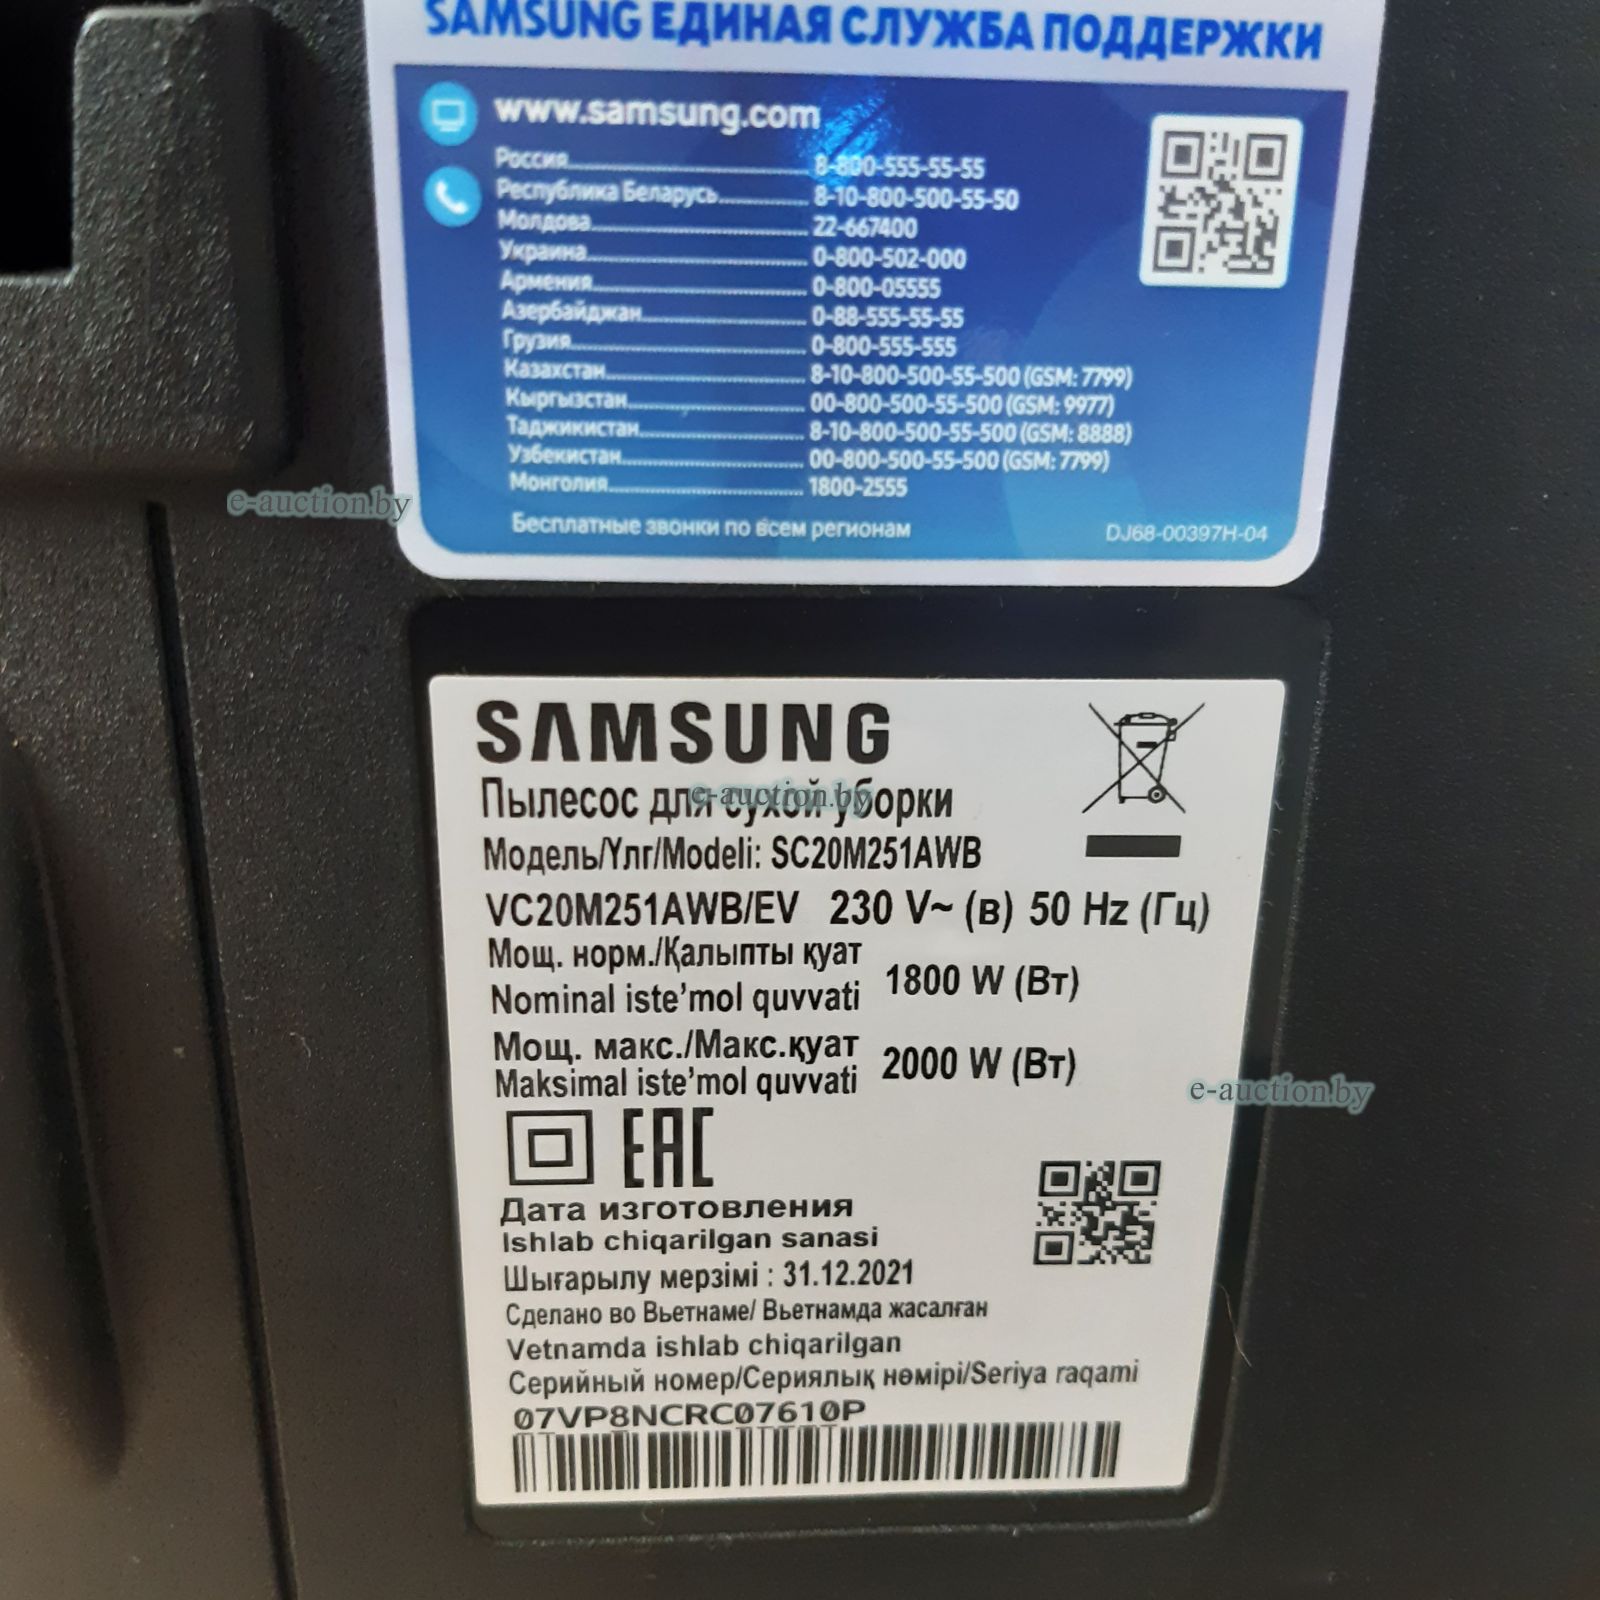 SAMSUNG ЕДИНАЯ СЛУЖБА ПОДДЕРЖКИ
www.samsung.com
Россия 8-800-555-55-55
Республика Беларусь 8-10-800-500-55-50
Молдова 22-667400
Украина 0-800-502-000
Армения 0-800-05555
Азербайджан 0-88-555-55-55
Грузия 0-800-555-555
Казахстан 8-10-800-500-55-500 (GSM: 7799)
Кыргызстан 00-800-500-55-500 (GSM: 9977)
Таджикистан 8-10-800-500-55-500 (GSM: 8888)
Узбекистан 00-800-500-55-500 (GSM: 7799)
Монголия 1800-2555
e-auction.by
Бесплатные звонки по всем регионам DJ68-00397H-04
SAMSUNG
Пылесос для сухой уборки
e-auction.by
Модель/Үлг/Modeli: SC20M251AWB
VC20M251AWB/EV 230 V~ (в) 50 Hz (Гц)
Мощ. норм./Қалыпты қуат
Nominal iste'mol quvvati 1800 W (Вт)
Мощ. макс./Макс.қуат
Maksimal iste'mol quvvati 2000 W (Вт)
e-auction.by
EAC
Дата изготовления
Ishlab chiqarilgan sanasi
Шығарылу мерзімі : 31.12.2021
Сделано во Вьетнаме/ Вьетнамда жасалған
Vetnamda ishlab chiqarilgan
Серийный номер/Сериялық нөмірі/Seriya raqami
07VP8NCRC07610P